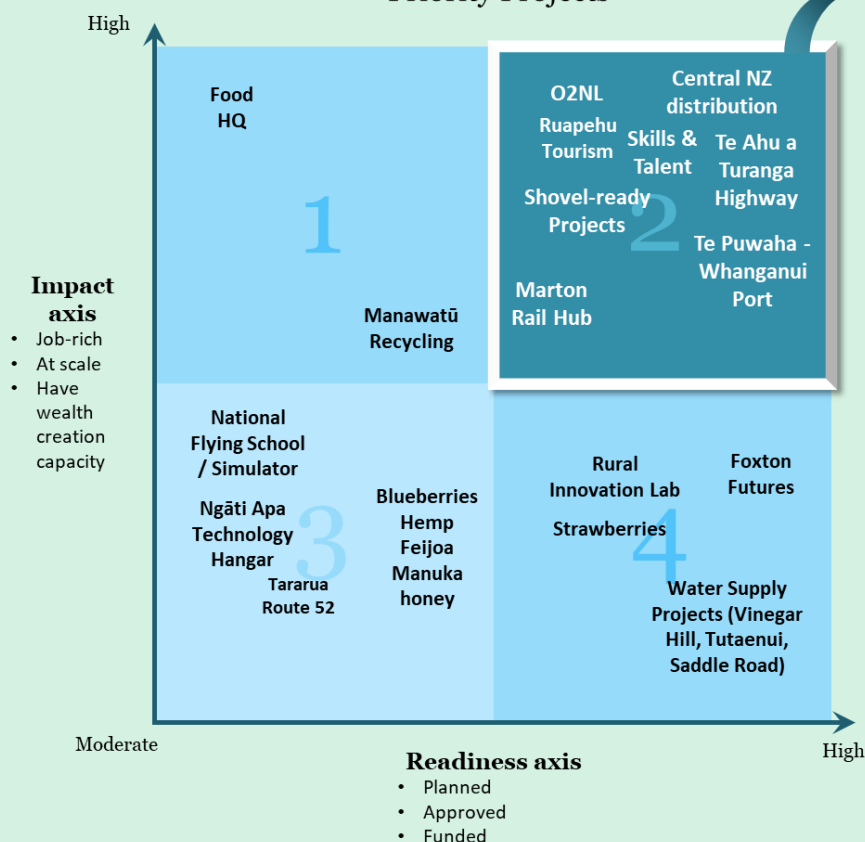 Priority Projects
High
Food
HQ
1
Manawatū
Recycling
O2NL
Central NZ
distribution
Ruapehu
Tourism
Skills &
Talent
Te Ahu a
Turanga
Highway
Shovel-ready
Projects
2
Te Puwaha -
Whanganui
Port
Marton
Rail Hub
Impact
axis
• Job-rich
• At scale
• Have
wealth
creation
capacity
National
Flying School
/ Simulator
Ngāti Apa
Technology
Hangar
3
Tararua
Route 52
Blueberries
Hemp
Feijoa
Manuka
honey
Rural
Innovation Lab
Foxton
Futures
Strawberries
4
Water Supply
Projects (Vinegar
Hill, Tutaenui,
Saddle Road)
Moderate
High
Readiness axis
• Planned
• Approved
• Funded